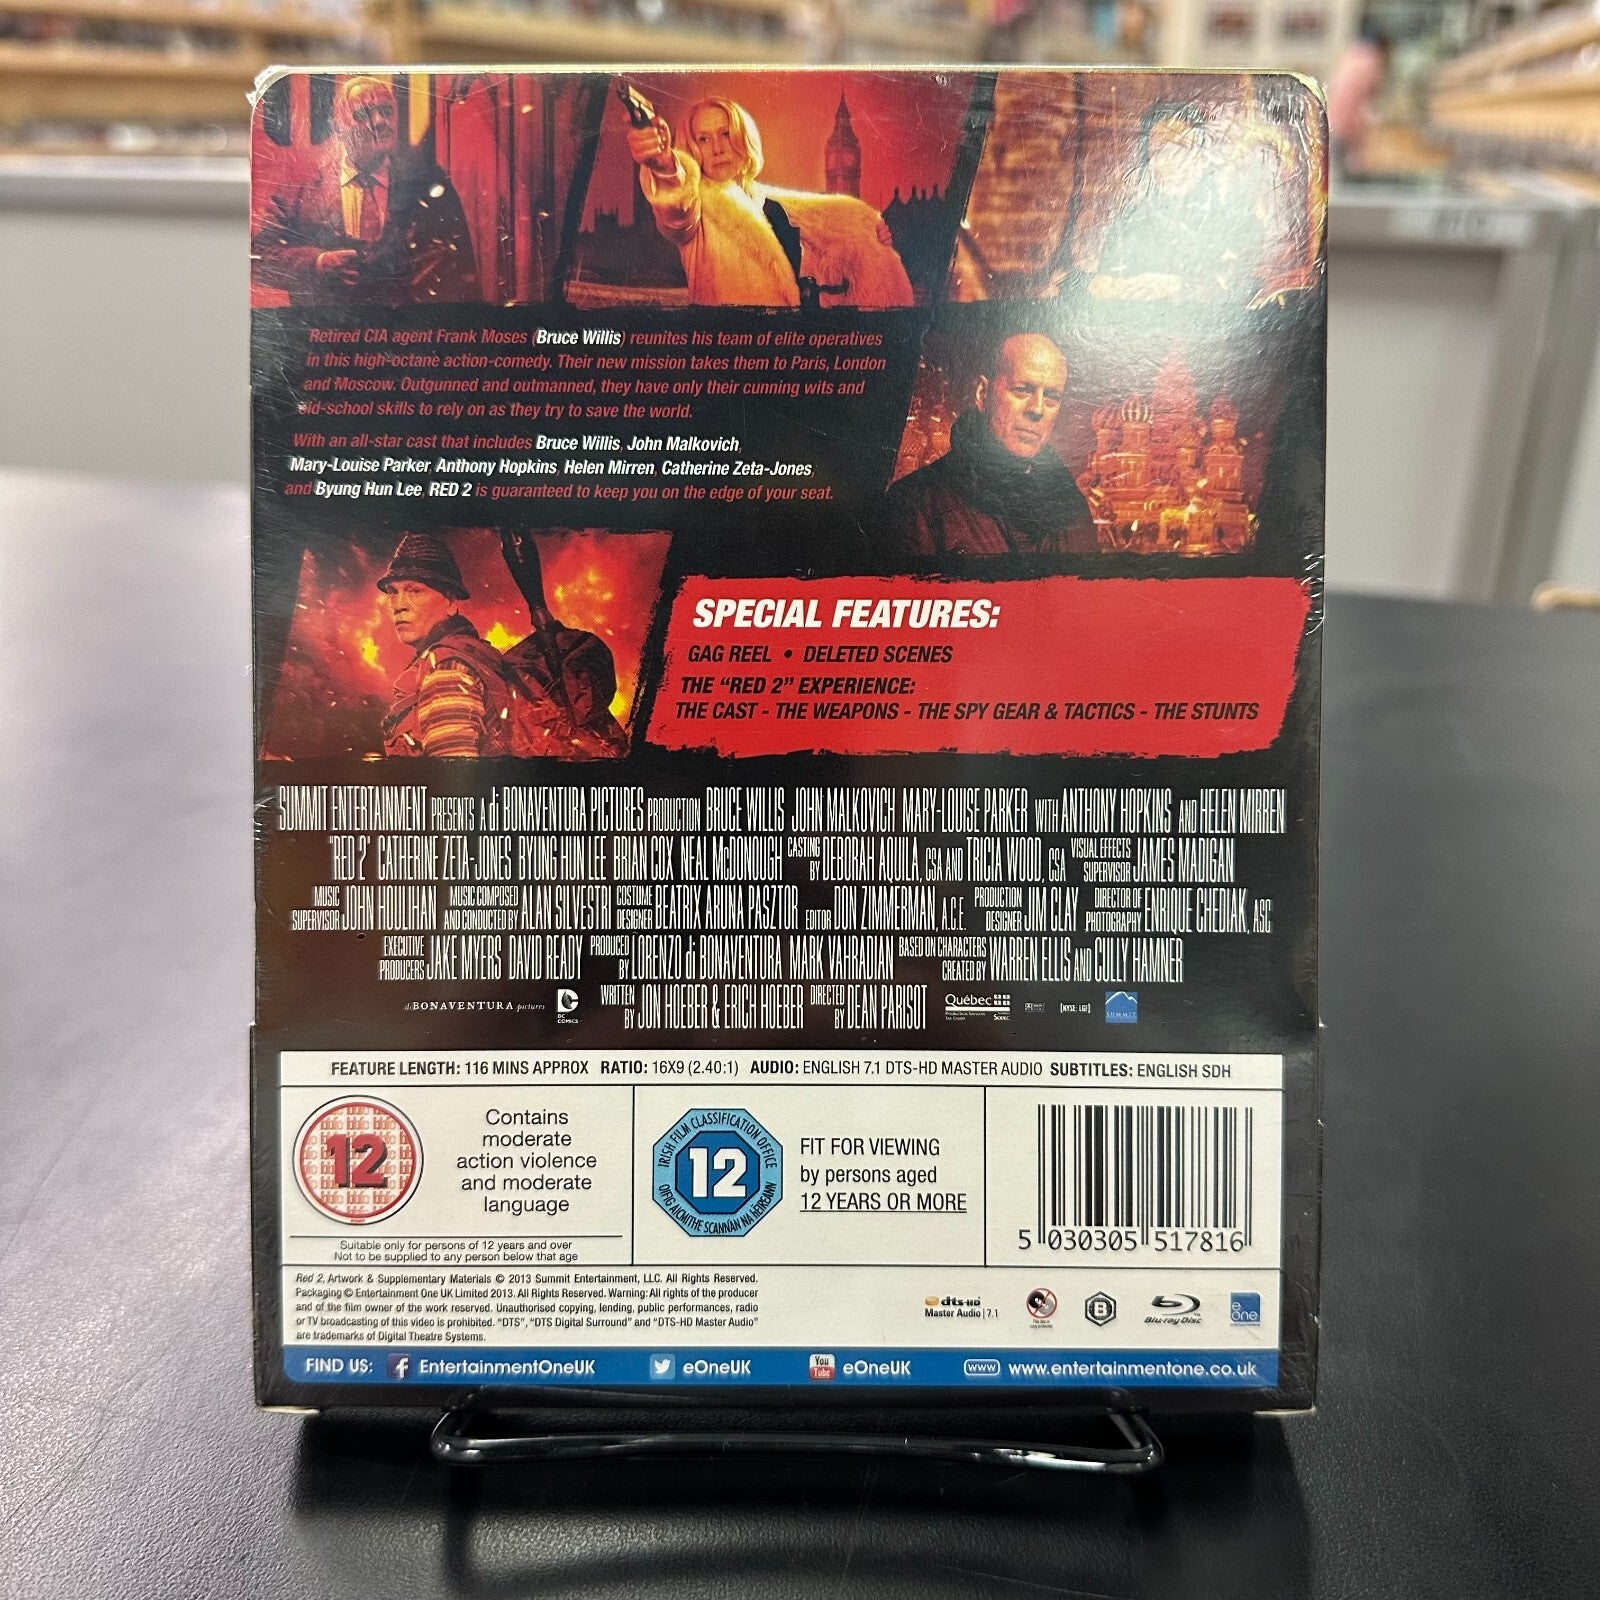 Retired CIA agent Frank Moses (Bruce Willis) reunites his team of elite operatives
in this high-octane action-comedy. Their new mission takes them to Paris, London
and Moscow. Outgunned and outmanned, they have only their cunning wits and
old-school skills to rely on as they try to save the world.
With an all-star cast that includes Bruce Willis, John Malkovich,
Mary-Louise Parker, Anthony Hopkins, Helen Mirren, Catherine Zeta-Jones,
and Byung Hun Lee, RED 2 is guaranteed to keep you on the edge of your seat.
SPECIAL FEATURES:
GAG REEL • DELETED SCENES
THE "RED 2" EXPERIENCE:
THE CAST - THE WEAPONS - THE SPY GEAR & TACTICS - THE STUNTS
SUMMIT ENTERTAINMENT PRESENTS A di BONAVENTURA PICTURES PRODUCTION BRUCE WILLIS JOHN MALKOVICH MARY-LOUISE PARKER WITH ANTHONY HOPKINS AND HELEN MIRREN
"RED 2" CATHERINE ZETA-JONES BYUNG HUN LEE BRIAN COX NEAL McDONOUGH CASTING BY DEBORAH AQUILA, CSA AND TRICIA WOOD, CSA VISUAL EFFECTS SUPERVISOR JAMES MADIGAN
MUSIC SUPERVISOR JOHN HOULIHAN MUSIC COMPOSED AND CONDUCTED BY ALAN SILVESTRI COSTUME DESIGNER BEATRIX ARUNA PASZTOR EDITOR DON ZIMMERMAN, A.C.E. PRODUCTION DESIGNER JIM CLAY DIRECTOR OF PHOTOGRAPHY ENRIQUE CHEDIAK, ASC
EXECUTIVE PRODUCERS JAKE MYERS DAVID READY PRODUCED BY LORENZO di BONAVENTURA MARK VAHRADIAN BASED ON CHARACTERS CREATED BY WARREN ELLIS AND CULLY HAMNER
di BONAVENTURA pictures DC COMICS WRITTEN BY JON HOEBER & ERICH HOEBER DIRECTED BY DEAN PARISOT Québec [NYSE: LGF] SUMMIT
FEATURE LENGTH: 116 MINS APPROX RATIO: 16X9 (2.40:1) AUDIO: ENGLISH 7.1 DTS-HD MASTER AUDIO SUBTITLES: ENGLISH SDH
12
Contains
moderate
action violence
and moderate
language
Suitable only for persons of 12 years and over
Not to be supplied to any person below that age
IRISH FILM CLASSIFICATION OFFICE
12
OIFIG AICMITHE SCANNÁN NA hÉIREANN
FIT FOR VIEWING
by persons aged
12 YEARS OR MORE
5 030305 517816
Red 2, Artwork & Supplementary Materials © 2013 Summit Entertainment, LLC. All Rights Reserved.
Packaging © Entertainment One UK Limited 2013. All Rights Reserved. Warning: All rights of the producer
and of the film owner of the work reserved. Unauthorised copying, lending, public performances, radio
or TV broadcasting of this video is prohibited. "DTS", "DTS Digital Surround" and "DTS-HD Master Audio"
are trademarks of Digital Theatre Systems.
dts-HD
Master Audio | 7.1
B
Blu-ray Disc
e one
FIND US: f EntertainmentOneUK eOneUK You Tube eOneUK www www.entertainmentone.co.uk